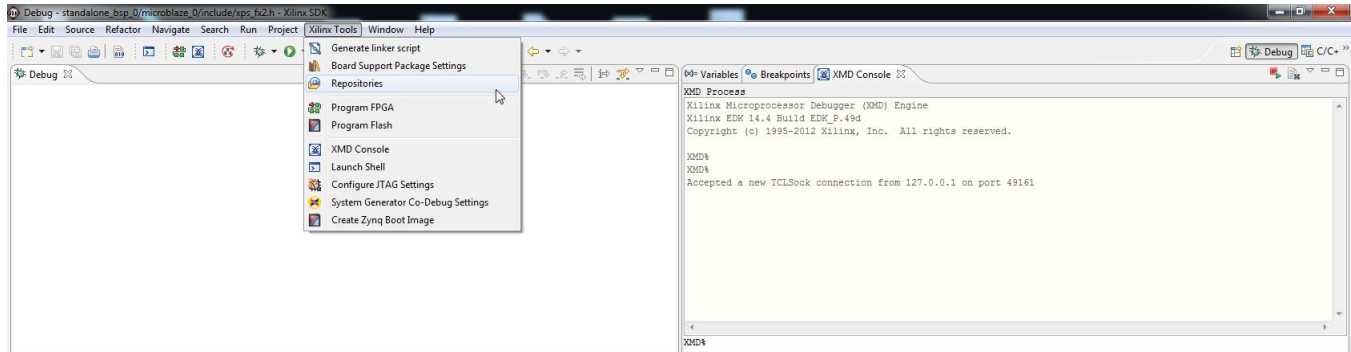 Debug - standalone_bsp_0/microblaze_0/include/xps_fx2.h - Xilinx SDK
File Edit Source Refactor Navigate Search Run Project Xilinx Tools Window Help
Generate linker script
Board Support Package Settings
Repositories
Program FPGA
Program Flash
XMD Console
Launch Shell
Configure JTAG Settings
System Generator Co-Debug Settings
Create Zynq Boot Image
Debug C/C+ »
Debug
(x)= Variables Breakpoints XMD Console
XMD Process
Xilinx Microprocessor Debugger (XMD) Engine
Xilinx EDK 14.4 Build EDK_P.49d
Copyright (c) 1995-2012 Xilinx, Inc. All rights reserved.
XMD%
XMD%
Accepted a new TCLSock connection from 127.0.0.1 on port 49161
XMD%